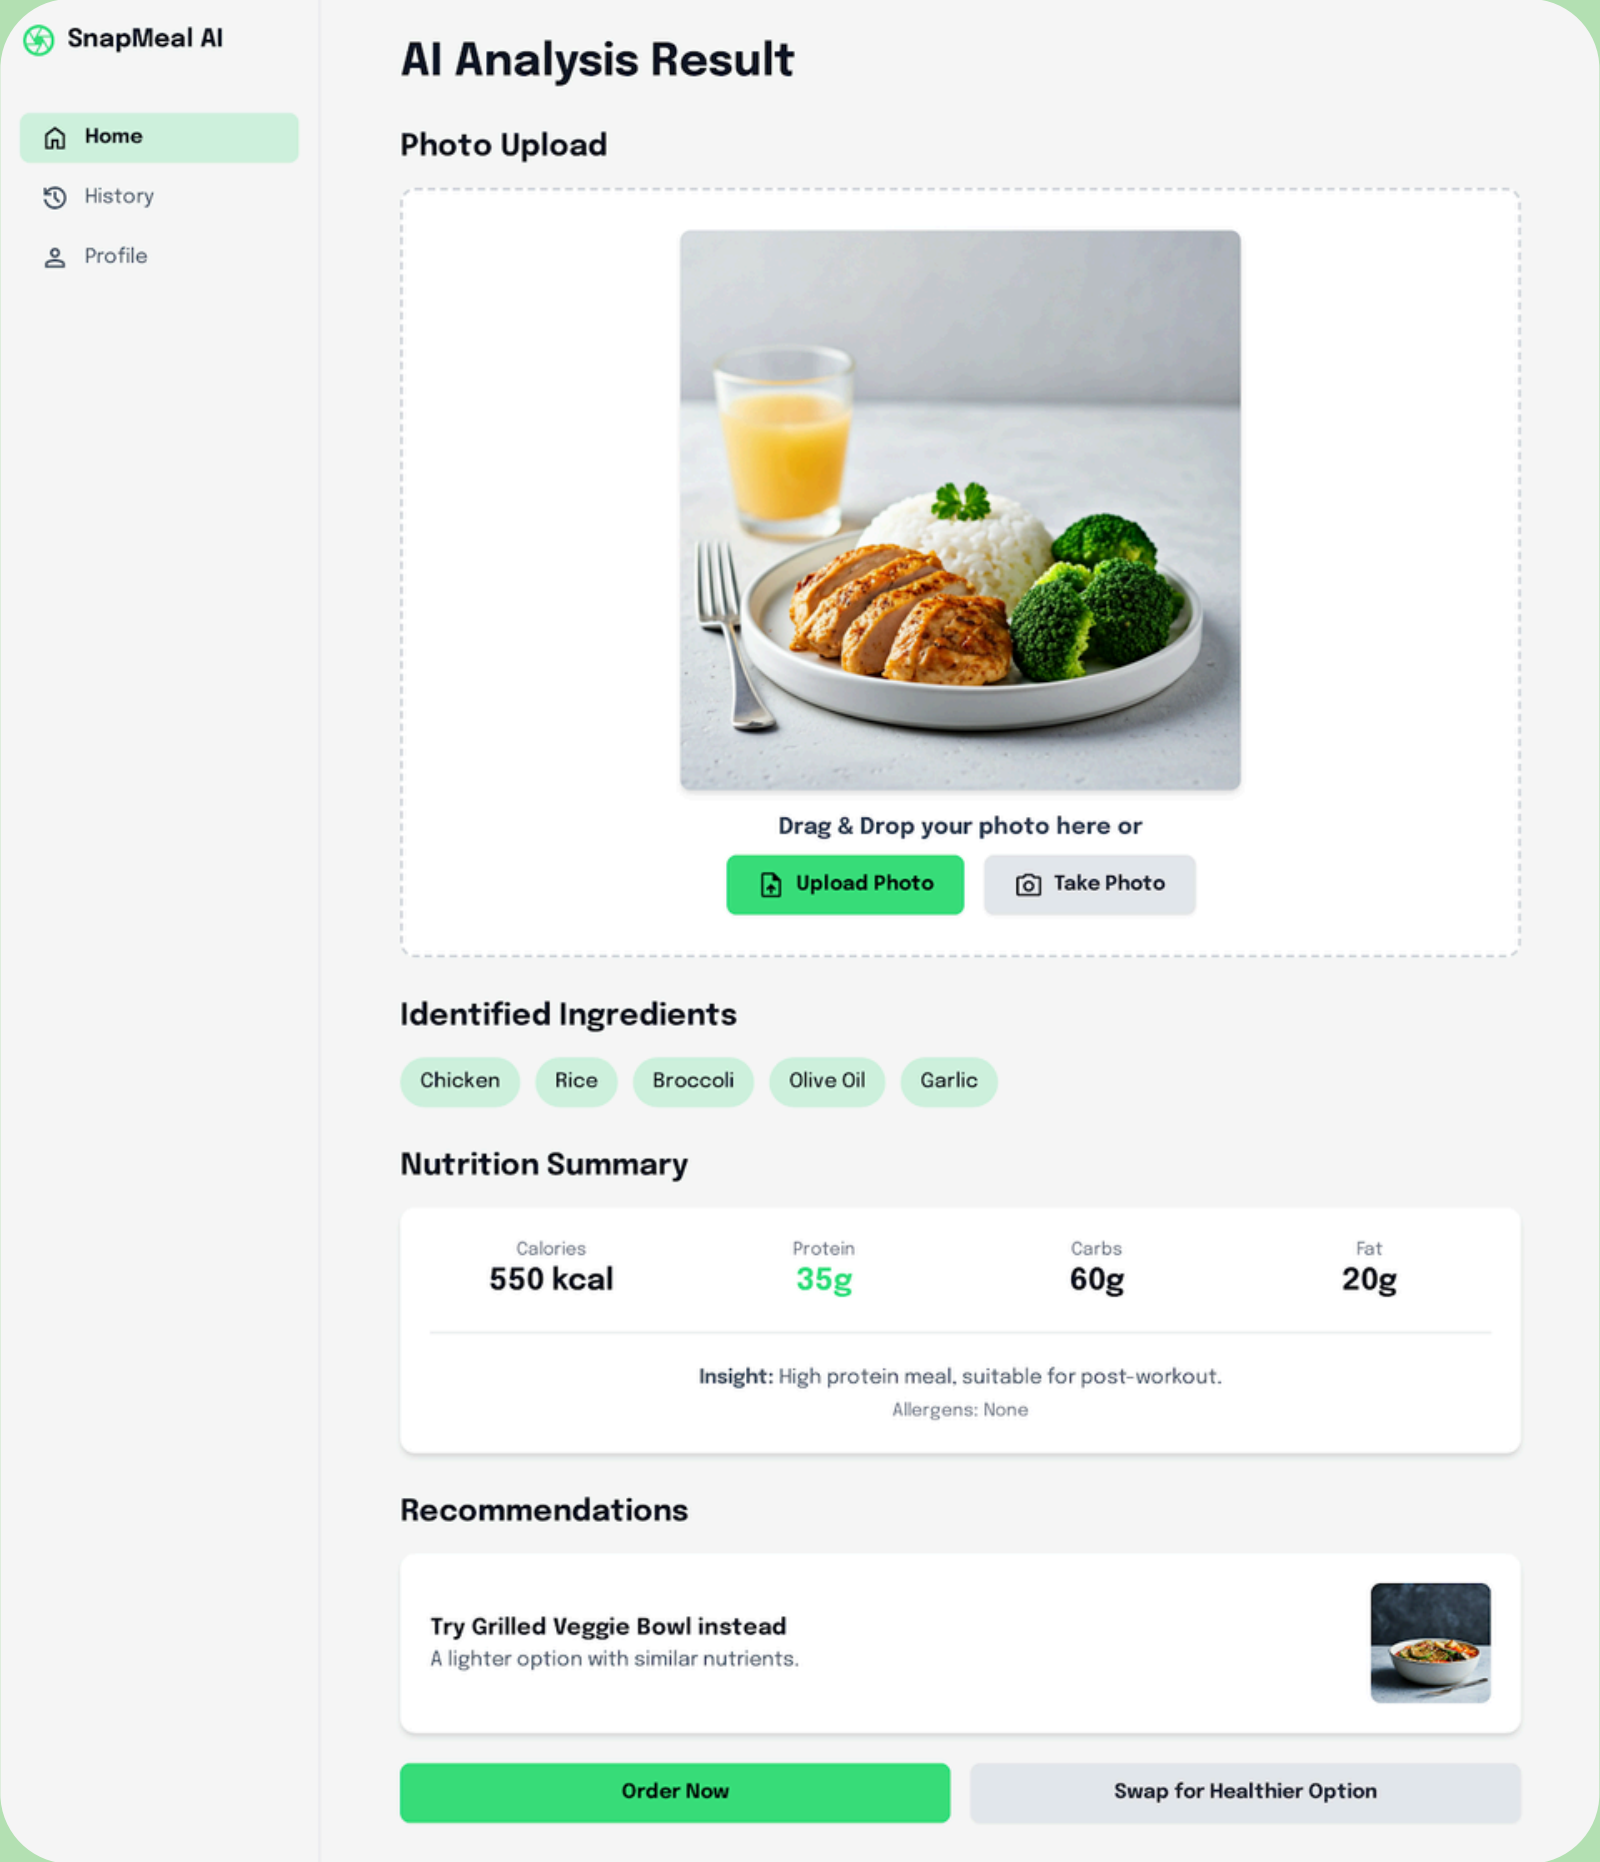 SnapMeal AI
Home
History
Profile
AI Analysis Result
Photo Upload
Drag & Drop your photo here or
Upload Photo
Take Photo
Identified Ingredients
Chicken
Rice
Broccoli
Olive Oil
Garlic
Nutrition Summary
Calories
550 kcal
Protein
35g
Carbs
60g
Fat
20g
Insight: High protein meal, suitable for post-workout.
Allergens: None
Recommendations
Try Grilled Veggie Bowl instead
A lighter option with similar nutrients.
Order Now
Swap for Healthier Option